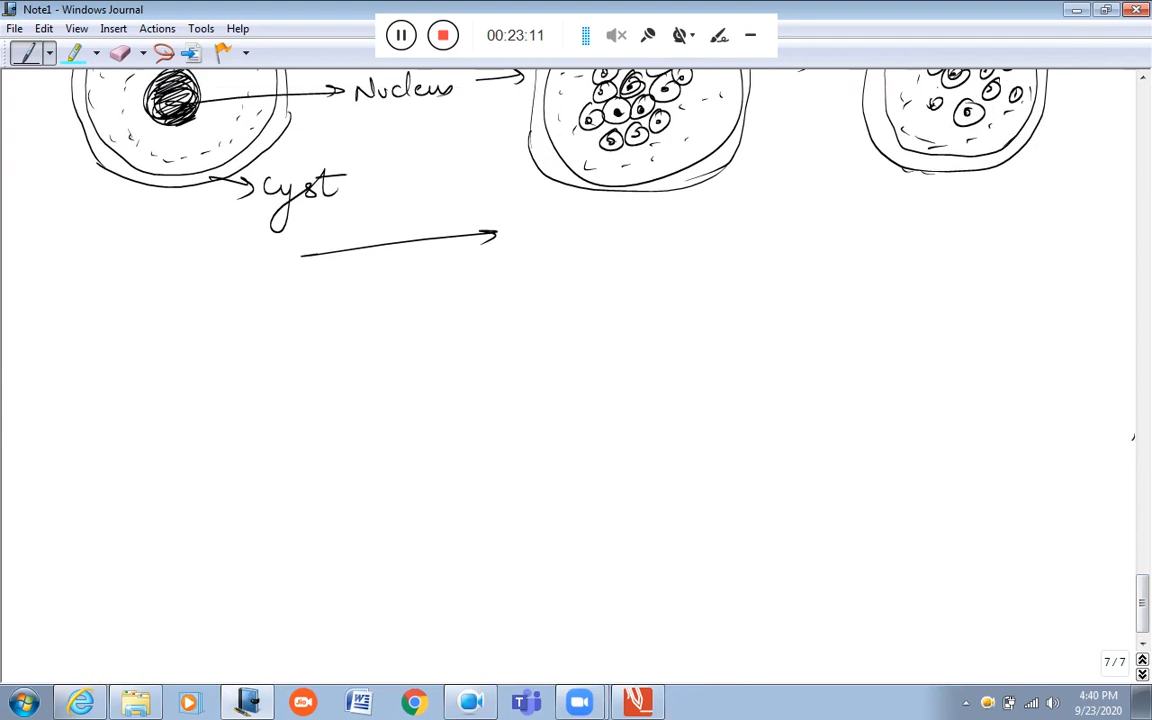 Note1 - Windows Journal
File Edit View Insert Actions Tools Help
00:23:11
Nucleus
Cyst
7/7
4:40 PM
9/23/2020